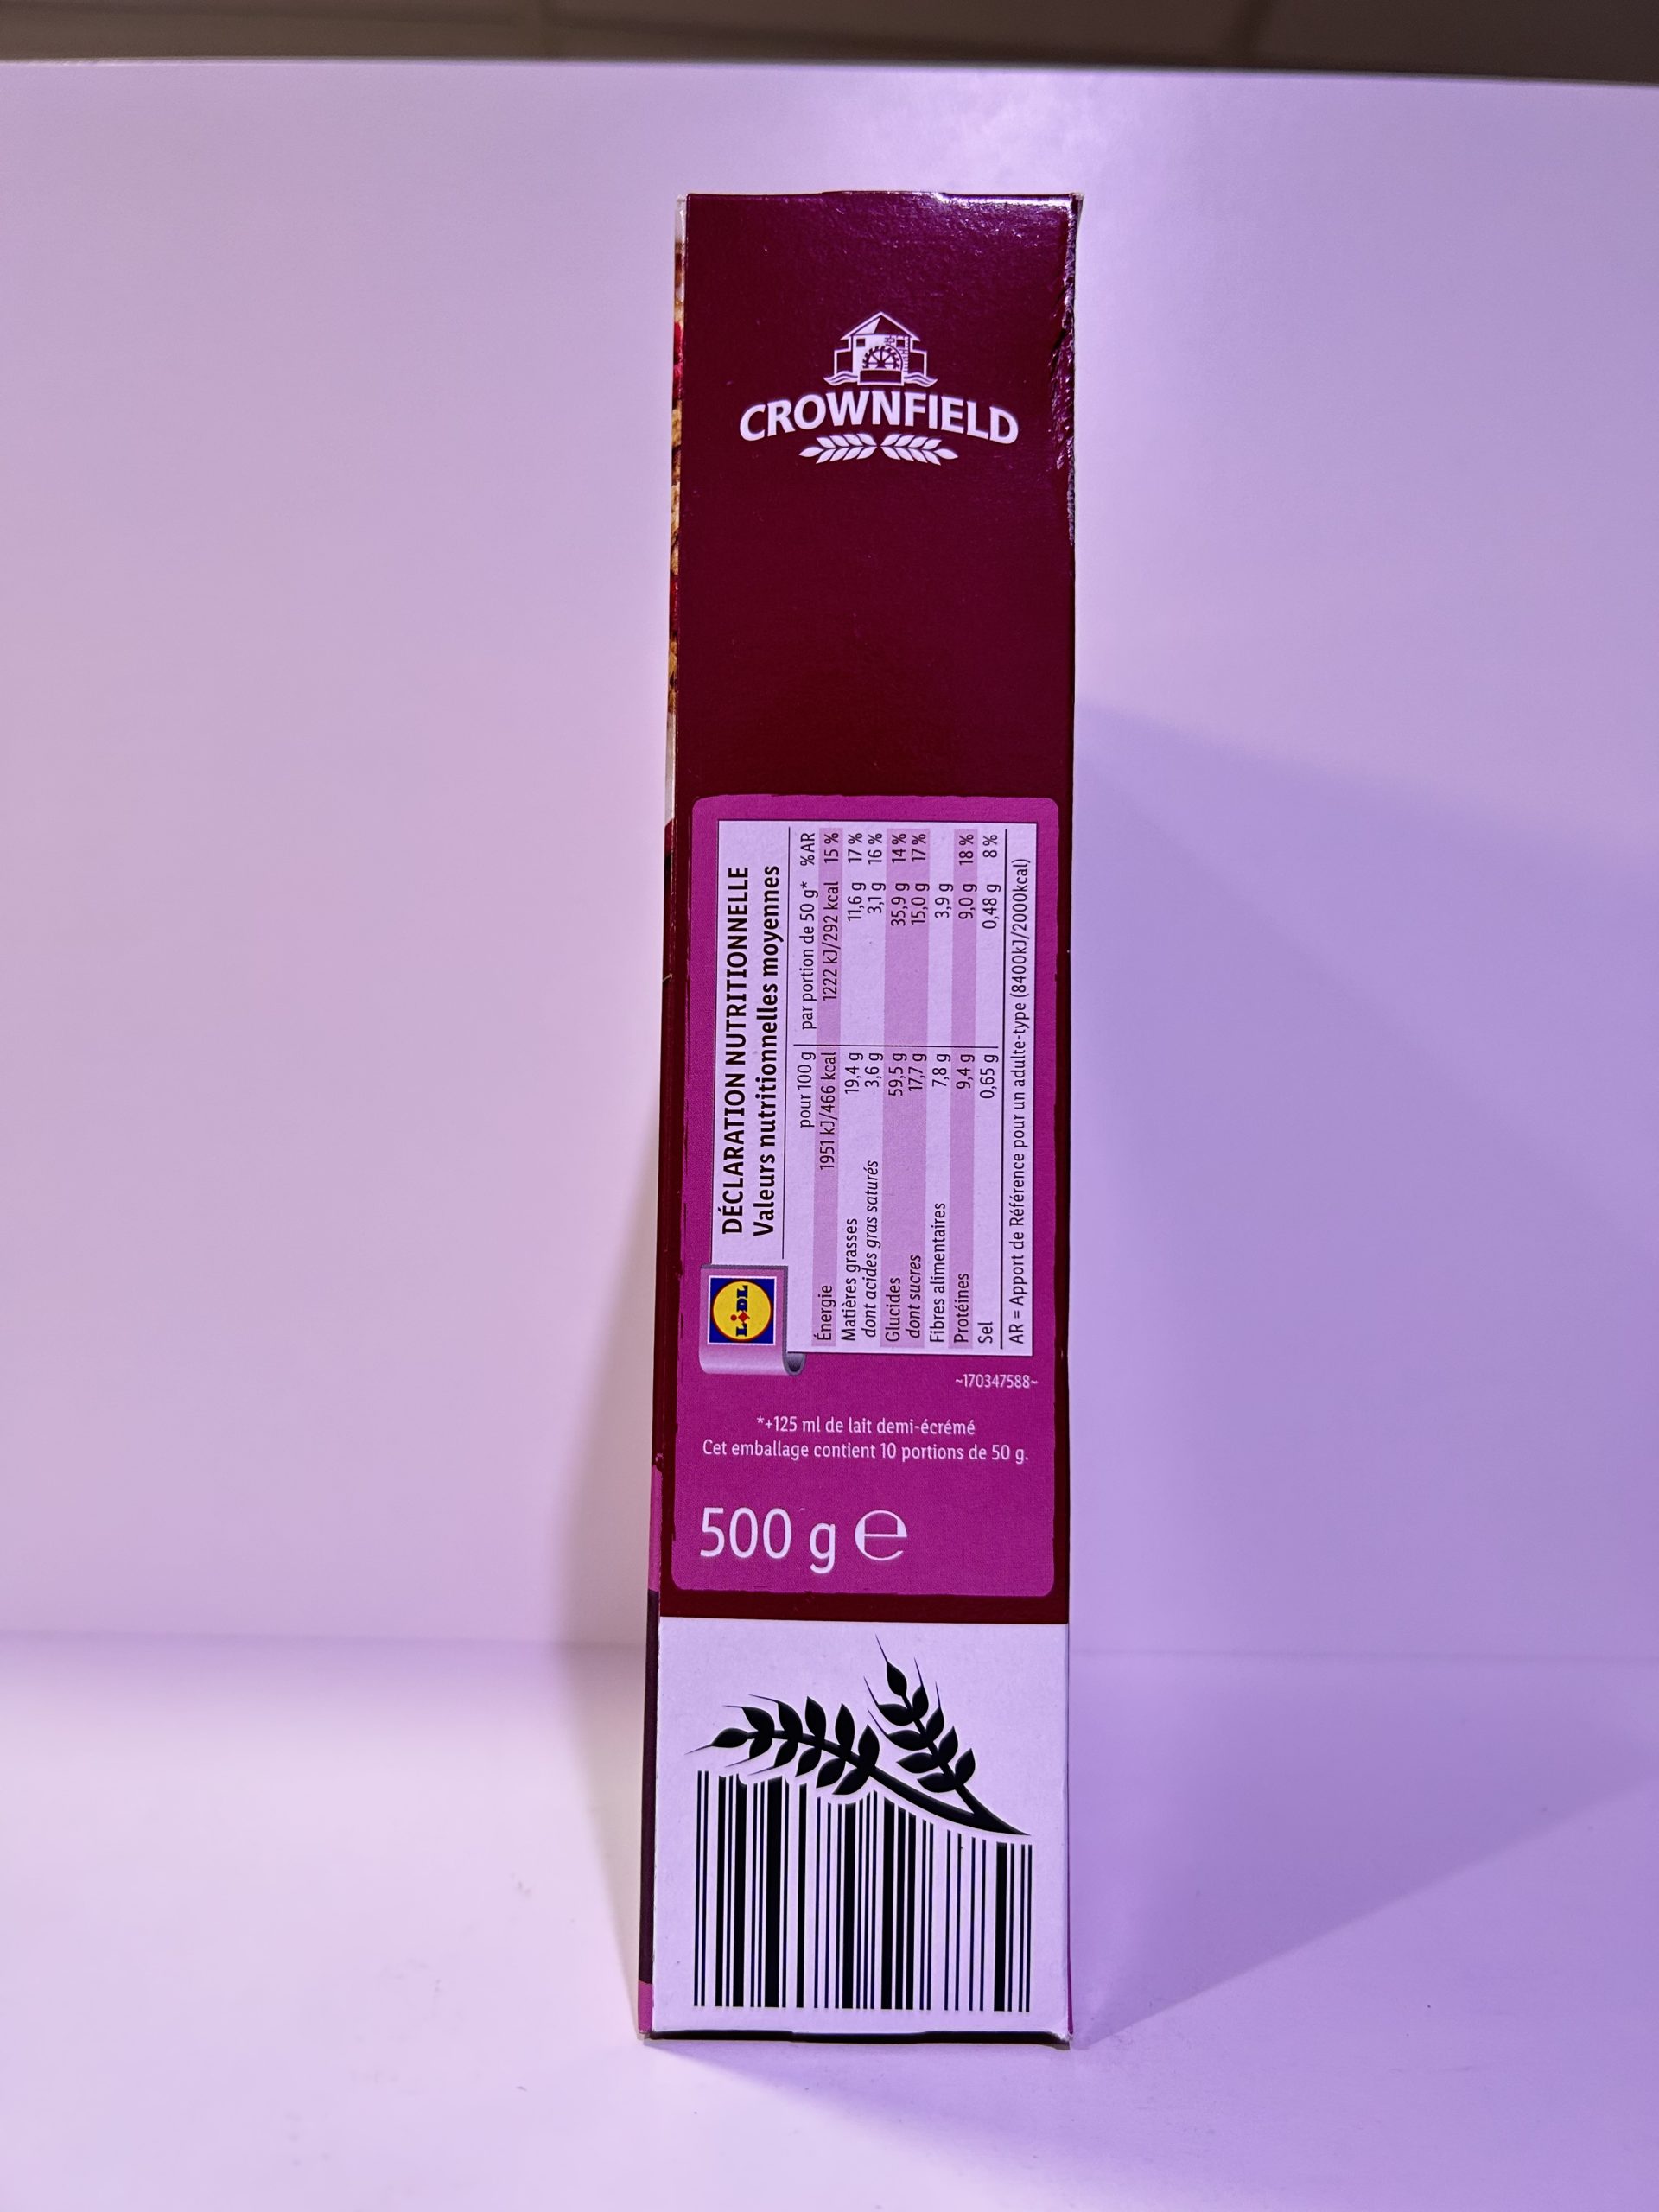 CROWNFIELD
LIDL
DÉCLARATION NUTRITIONNELLE
Valeurs nutritionnelles moyennes
pour 100 g par portion de 50 g* %AR
Énergie 1951 kJ/466 kcal 1222 kJ/292 kcal 15 %
Matières grasses 19,4 g 11,6 g 17 %
dont acides gras saturés 3,6 g 3,1 g 16 %
Glucides 59,5 g 35,9 g 14 %
dont sucres 17,7 g 15,0 g 17 %
Fibres alimentaires 7,8 g 3,9 g
Protéines 9,4 g 9,0 g 18 %
Sel 0,65 g 0,48 g 8 %
AR = Apport de Référence pour un adulte-type (8400kJ/2000kcal)
~170347588~
*+125 ml de lait demi-écrémé
Cet emballage contient 10 portions de 50 g.
500 g e